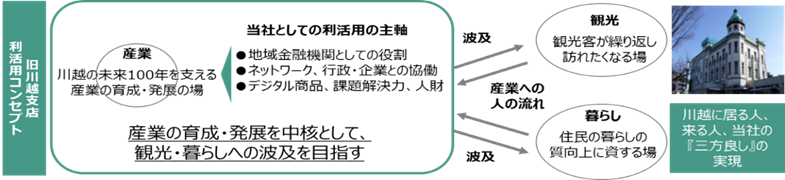 旧川越支店
利活用コンセプト
産業
川越の未来100年を支える
産業の育成・発展の場
当社としての利活用の主軸
●地域金融機関としての役割
●ネットワーク、行政・企業との協働
●デジタル商品、課題解決力、人財
産業の育成・発展を中核として、
観光・暮らしへの波及を目指す
波及
産業への
人の流れ
波及
観光
観光客が繰り返し
訪れたくなる場
暮らし
住民の暮らしの
質向上に資する場
川越に居る人、
来る人、当社の
『三方良し』の
実現